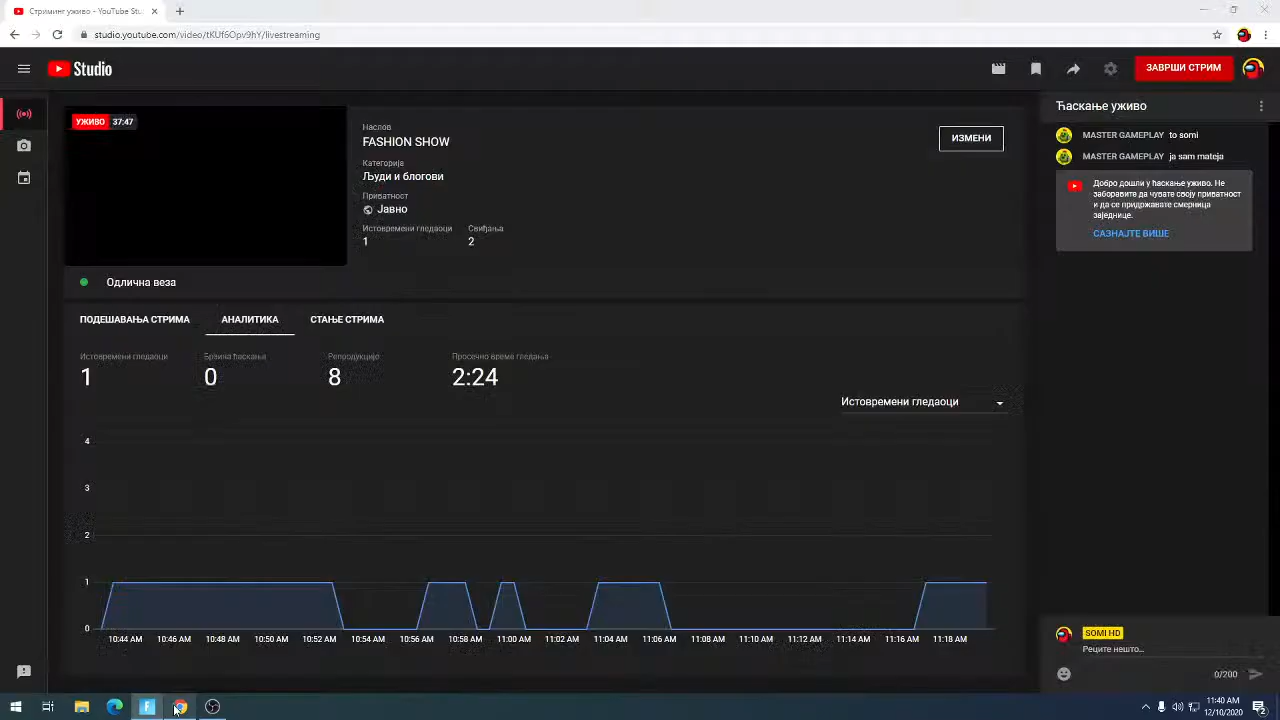 Стриминг уживо - YouTube Stu
studio.youtube.com/video/tKUf6Opv9hY/livestreaming
Studio
ЗАВРШИ СТРИМ
УЖИВО 37:47
Наслов
FASHION SHOW
ИЗМЕНИ
Категорија
Људи и блогови
Приватност
Јавно
Истовремени гледаоци Свиђања
1 2
Одлична веза
ПОДЕШАВАЊА СТРИМА АНАЛИТИКА СТАЊЕ СТРИМА
Истовремени гледаоци Брзина ћаскања Репродукције Просечно време гледања
1 0 8 2:24
Истовремени гледаоци
4
3
2
1
0
10:44 AM 10:46 AM 10:48 AM 10:50 AM 10:52 AM 10:54 AM 10:56 AM 10:58 AM 11:00 AM 11:02 AM 11:04 AM 11:06 AM 11:08 AM 11:10 AM 11:12 AM 11:14 AM 11:16 AM 11:18 AM
Ћаскање уживо
MASTER GAMEPLAY to somi
MASTER GAMEPLAY ja sam mateja
Добро дошли у ћаскање уживо. Не
заборавите да чувате своју приватност
и да се придржавате смерница
заједнице.
САЗНАЈТЕ ВИШЕ
SOMI HD
Реците нешто...
0/200
11:40 AM
12/10/2020
2